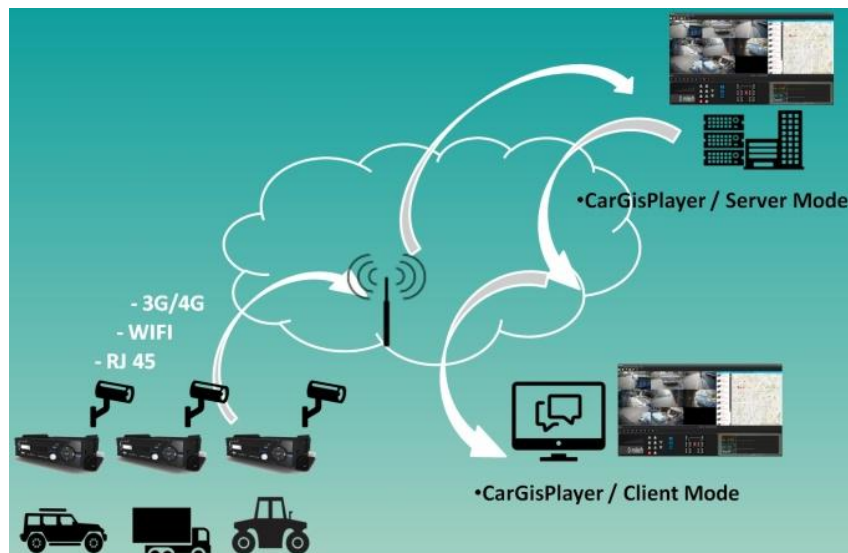 •CarGisPlayer / Server Mode
- 3G/4G
- WIFI
- RJ 45
•CarGisPlayer / Client Mode